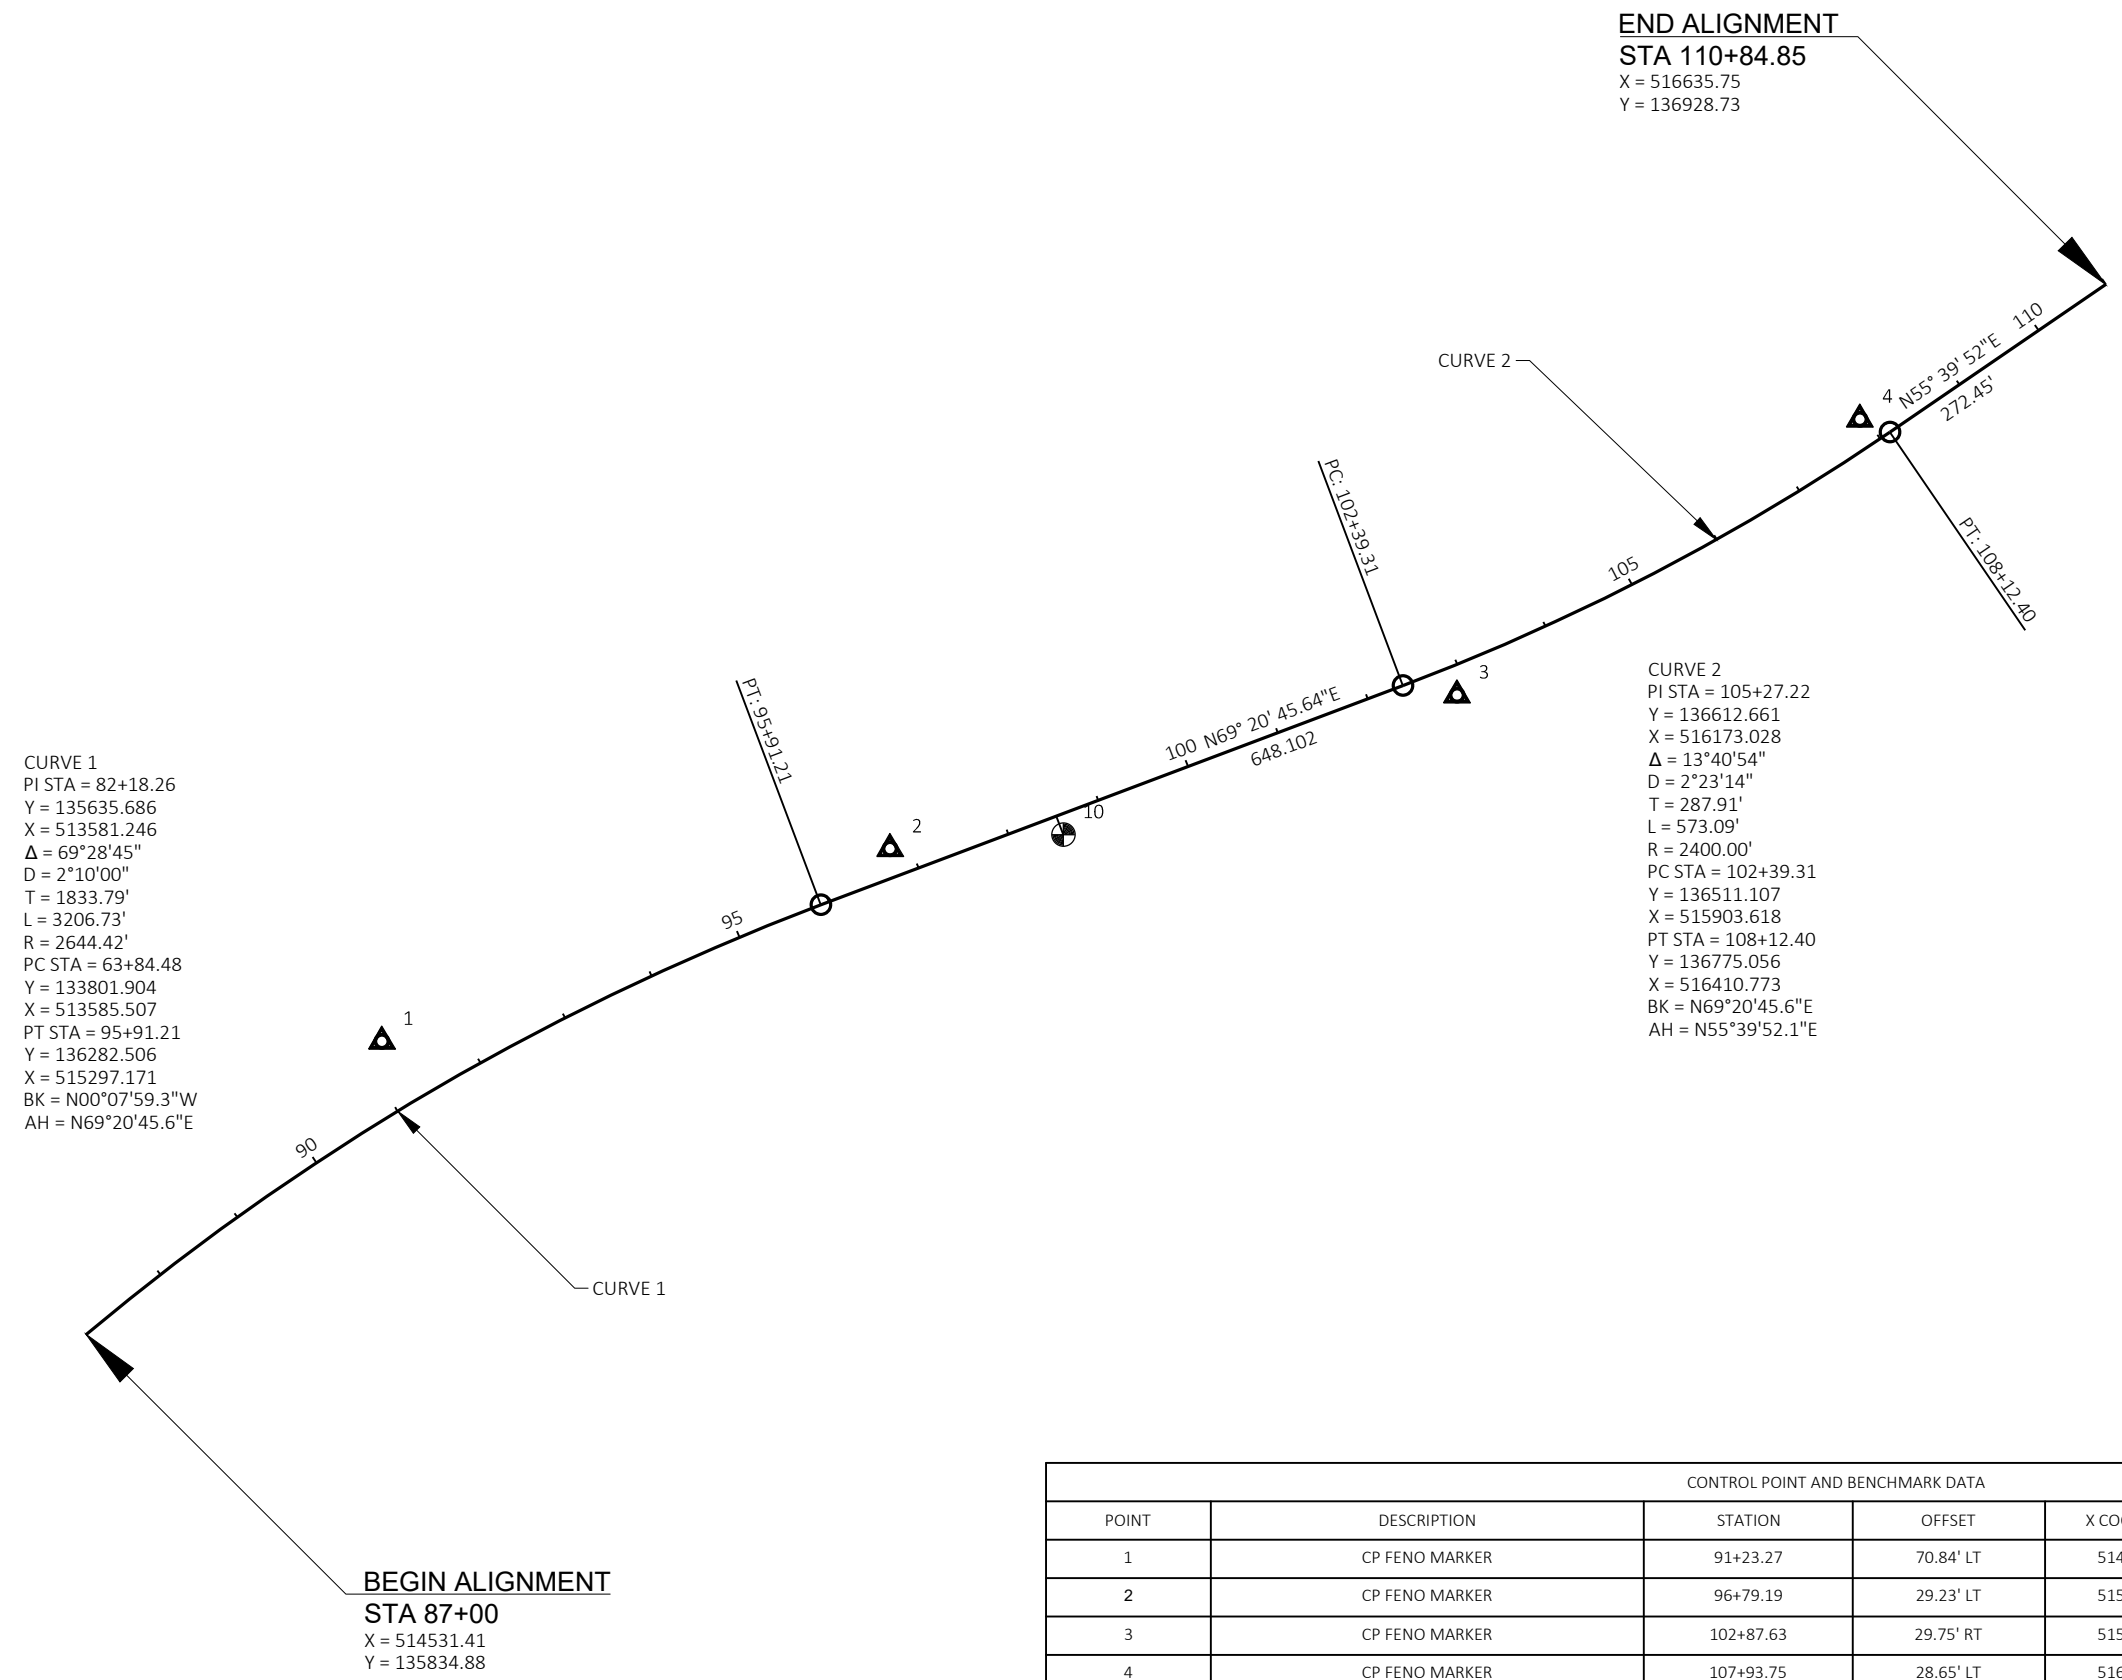 END ALIGNMENT
STA 110+84.85
X = 516635.75
Y = 136928.73
110
N55° 39' 52"E
272.45'
4
CURVE 2
PC: 102+39.31
PT: 108+12.40
105
3
CURVE 2
PI STA = 105+27.22
Y = 136612.661
X = 516173.028
Δ = 13°40'54"
D = 2°23'14"
T = 287.91'
L = 573.09'
R = 2400.00'
PC STA = 102+39.31
Y = 136511.107
X = 515903.618
PT STA = 108+12.40
Y = 136775.056
X = 516410.773
BK = N69°20'45.6"E
AH = N55°39'52.1"E
100 N69° 20' 45.64"E
648.102
PT: 95+91.21
10
2
95
CURVE 1
PI STA = 82+18.26
Y = 135635.686
X = 513581.246
Δ = 69°28'45"
D = 2°10'00"
T = 1833.79'
L = 3206.73'
R = 2644.42'
PC STA = 63+84.48
Y = 133801.904
X = 513585.507
PT STA = 95+91.21
Y = 136282.506
X = 515297.171
BK = N00°07'59.3"W
AH = N69°20'45.6"E
1
90
CURVE 1
BEGIN ALIGNMENT
STA 87+00
X = 514531.41
Y = 135834.88
CONTROL POINT AND BENCHMARK DATA
POINT DESCRIPTION STATION OFFSET X
1 CP FENO MARKER 91+23.27 70.84' LT
2 CP FENO MARKER 96+79.19 29.23' LT
3 CP FENO MARKER 102+87.63 29.75' RT
4 CP FENO MARKER 107+93.75 28.65' LT